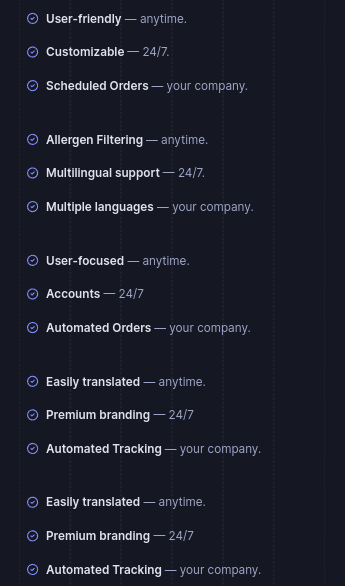 User-friendly — anytime.
Customizable — 24/7.
Scheduled Orders — your company.
Allergen Filtering — anytime.
Multilingual support — 24/7.
Multiple languages — your company.
User-focused — anytime.
Accounts — 24/7
Automated Orders — your company.
Easily translated — anytime.
Premium branding — 24/7
Automated Tracking — your company.
Easily translated — anytime.
Premium branding — 24/7
Automated Tracking — your company.